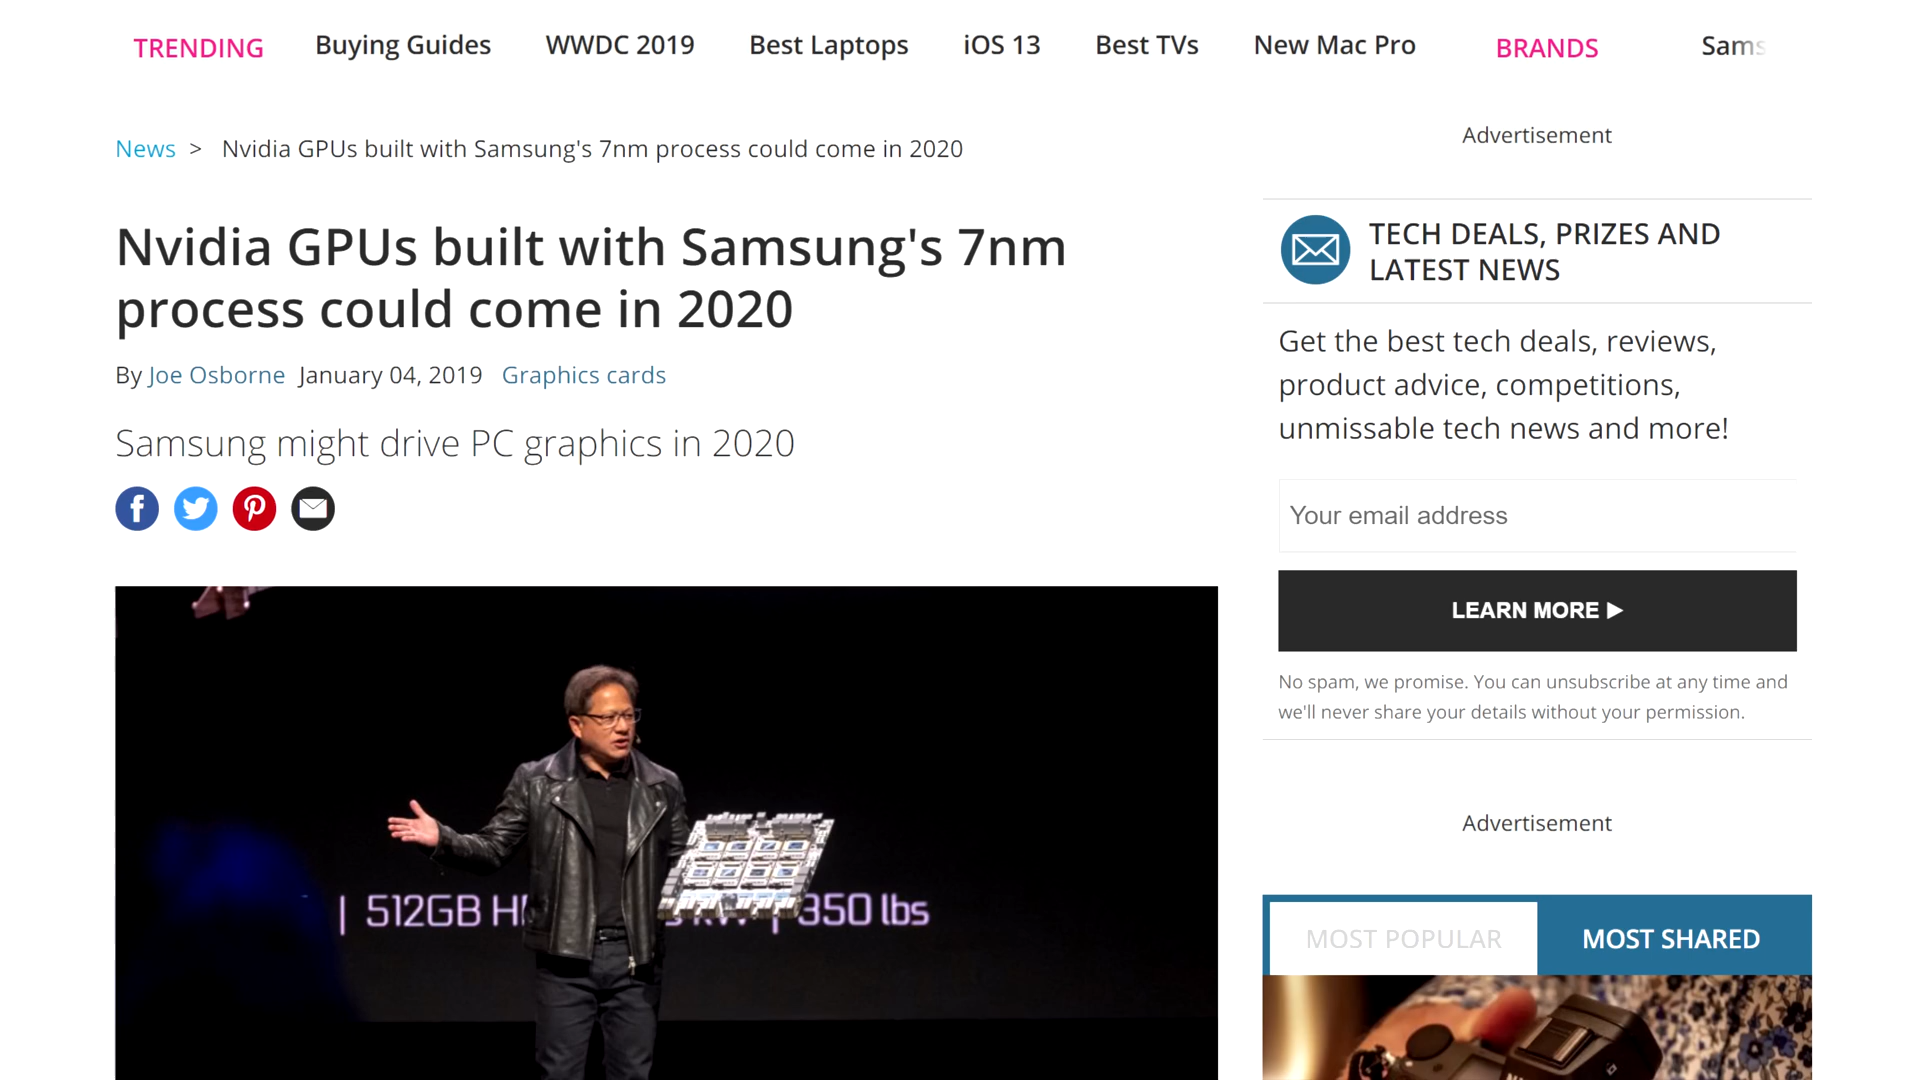 TRENDING Buying Guides WWDC 2019 Best Laptops iOS 13 Best TVs New Mac Pro BRANDS Sams
News > Nvidia GPUs built with Samsung's 7nm process could come in 2020
Nvidia GPUs built with Samsung's 7nm
process could come in 2020
By Joe Osborne January 04, 2019 Graphics cards
Samsung might drive PC graphics in 2020
| 512GB H
| 350 lbs
Advertisement
TECH DEALS, PRIZES AND
LATEST NEWS
Get the best tech deals, reviews,
product advice, competitions,
unmissable tech news and more!
Your email address
LEARN MORE ▶
No spam, we promise. You can unsubscribe at any time and
we'll never share your details without your permission.
Advertisement
MOST POPULAR MOST SHARED